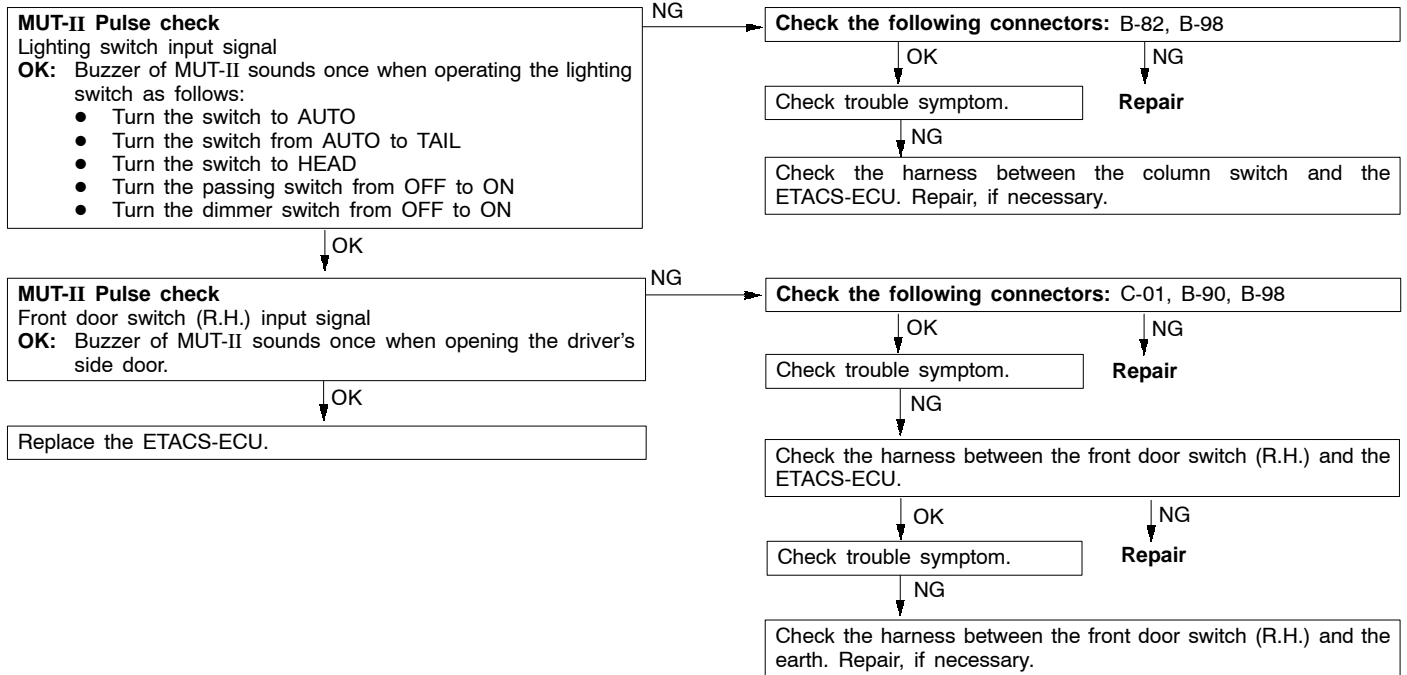 MUT-II Pulse check
Lighting switch input signal
OK: Buzzer of MUT-II sounds once when operating the lighting
switch as follows:
● Turn the switch to AUTO
● Turn the switch from AUTO to TAIL
● Turn the switch to HEAD
● Turn the passing switch from OFF to ON
● Turn the dimmer switch from OFF to ON
NG
Check the following connectors: B-82, B-98
OK
NG
Check trouble symptom.
Repair
NG
Check the harness between the column switch and the
ETACS-ECU. Repair, if necessary.
OK
MUT-II Pulse check
Front door switch (R.H.) input signal
OK: Buzzer of MUT-II sounds once when opening the driver's
side door.
NG
Check the following connectors: C-01, B-90, B-98
OK
NG
Check trouble symptom.
Repair
NG
OK
Replace the ETACS-ECU.
Check the harness between the front door switch (R.H.) and the
ETACS-ECU.
OK
NG
Check trouble symptom.
Repair
NG
Check the harness between the front door switch (R.H.) and the
earth. Repair, if necessary.